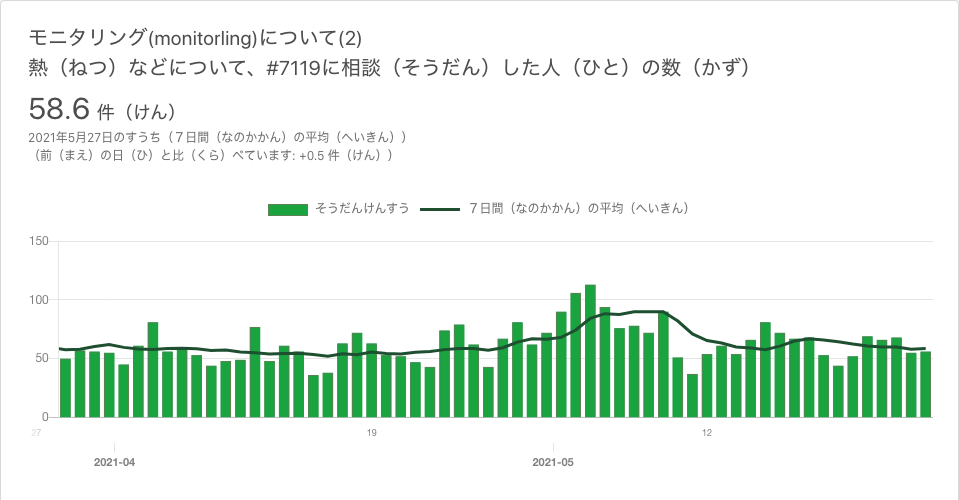 モニタリング(monitorling)について(2)
熱（ねつ）などについて、#7119に相談（そうだん）した人（ひと）の数（かず）
58.6 件（けん）
2021年5月27日のすうち（７日間（なのかかん）の平均（へいきん））
（前（まえ）の日（ひ）と比（くら）べています: +0.5 件（けん））
そうだんけんすう ７日間（なのかかん）の平均（へいきん）
150
100
50
0
27 19 12
2021-04 2021-05